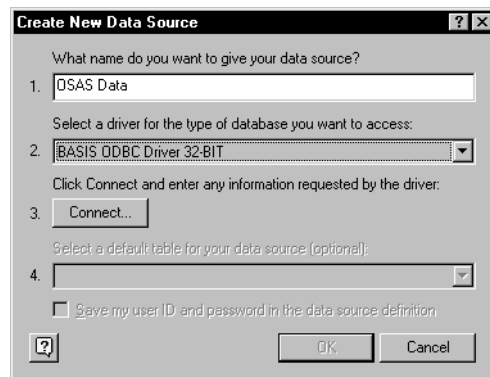 Create New Data Source
What name do you want to give your data source?
1. OSAS Data
Select a driver for the type of database you want to access:
2. BASIS ODBC Driver 32-BIT
Click Connect and enter any information requested by the driver:
3. Connect...
Select a default table for your data source (optional):
4.
Save my user ID and password in the data source definition
OK Cancel